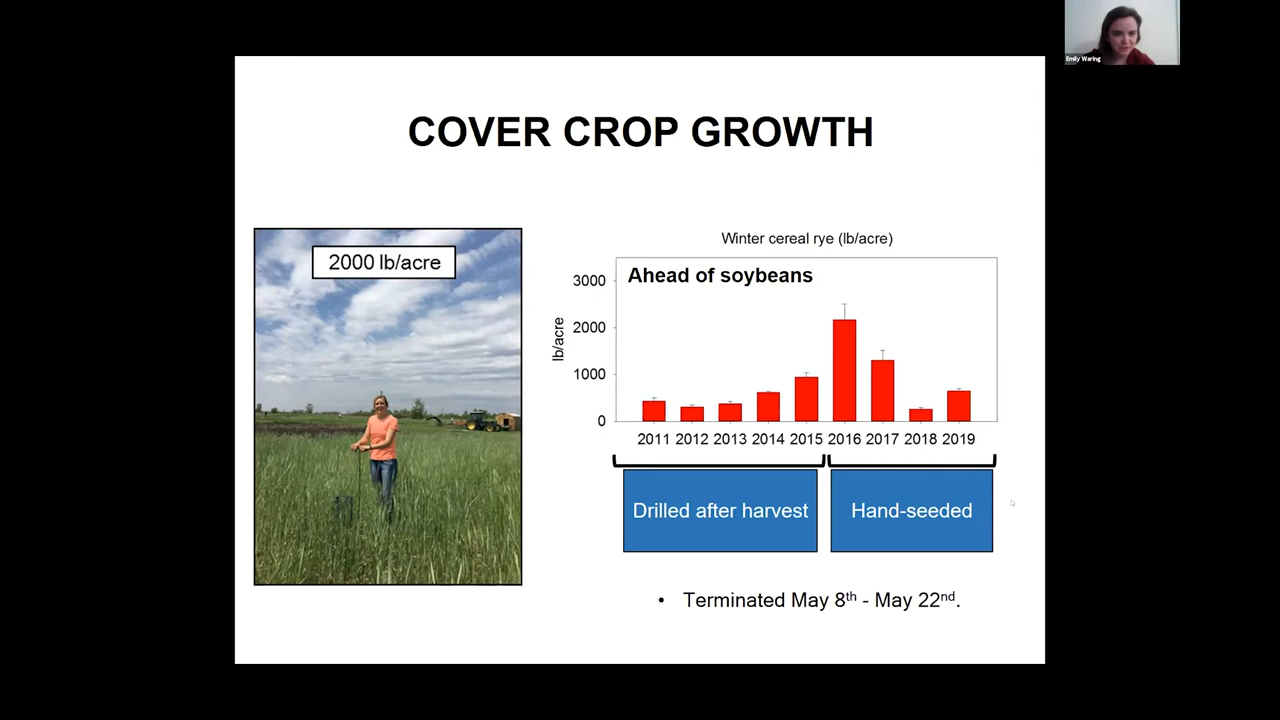 Emily Waring
COVER CROP GROWTH
2000 lb/acre
Winter cereal rye (lb/acre)
Ahead of soybeans
lb/acre
3000
2000
1000
0
2011 2012 2013 2014 2015 2016 2017 2018 2019
Drilled after harvest
Hand-seeded
• Terminated May 8th - May 22nd.